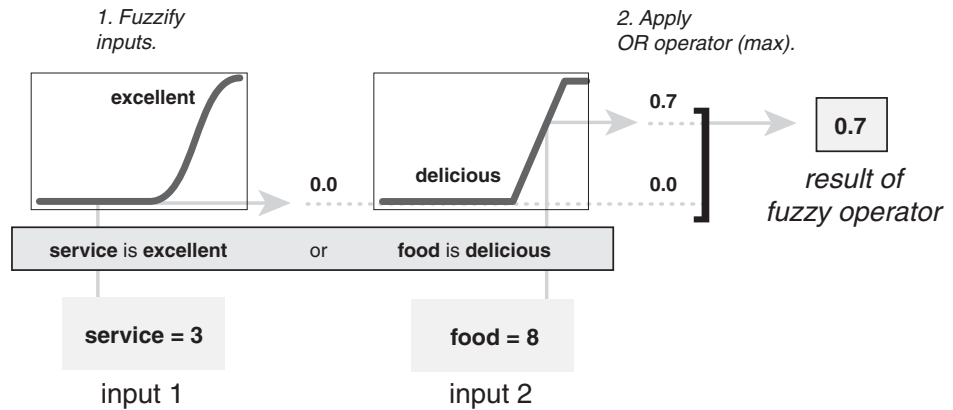 1. Fuzzify
inputs.
2. Apply
OR operator (max).
excellent
delicious
0.0
0.7
0.0
0.7
result of
fuzzy operator
service is excellent or food is delicious
service = 3
food = 8
input 1
input 2